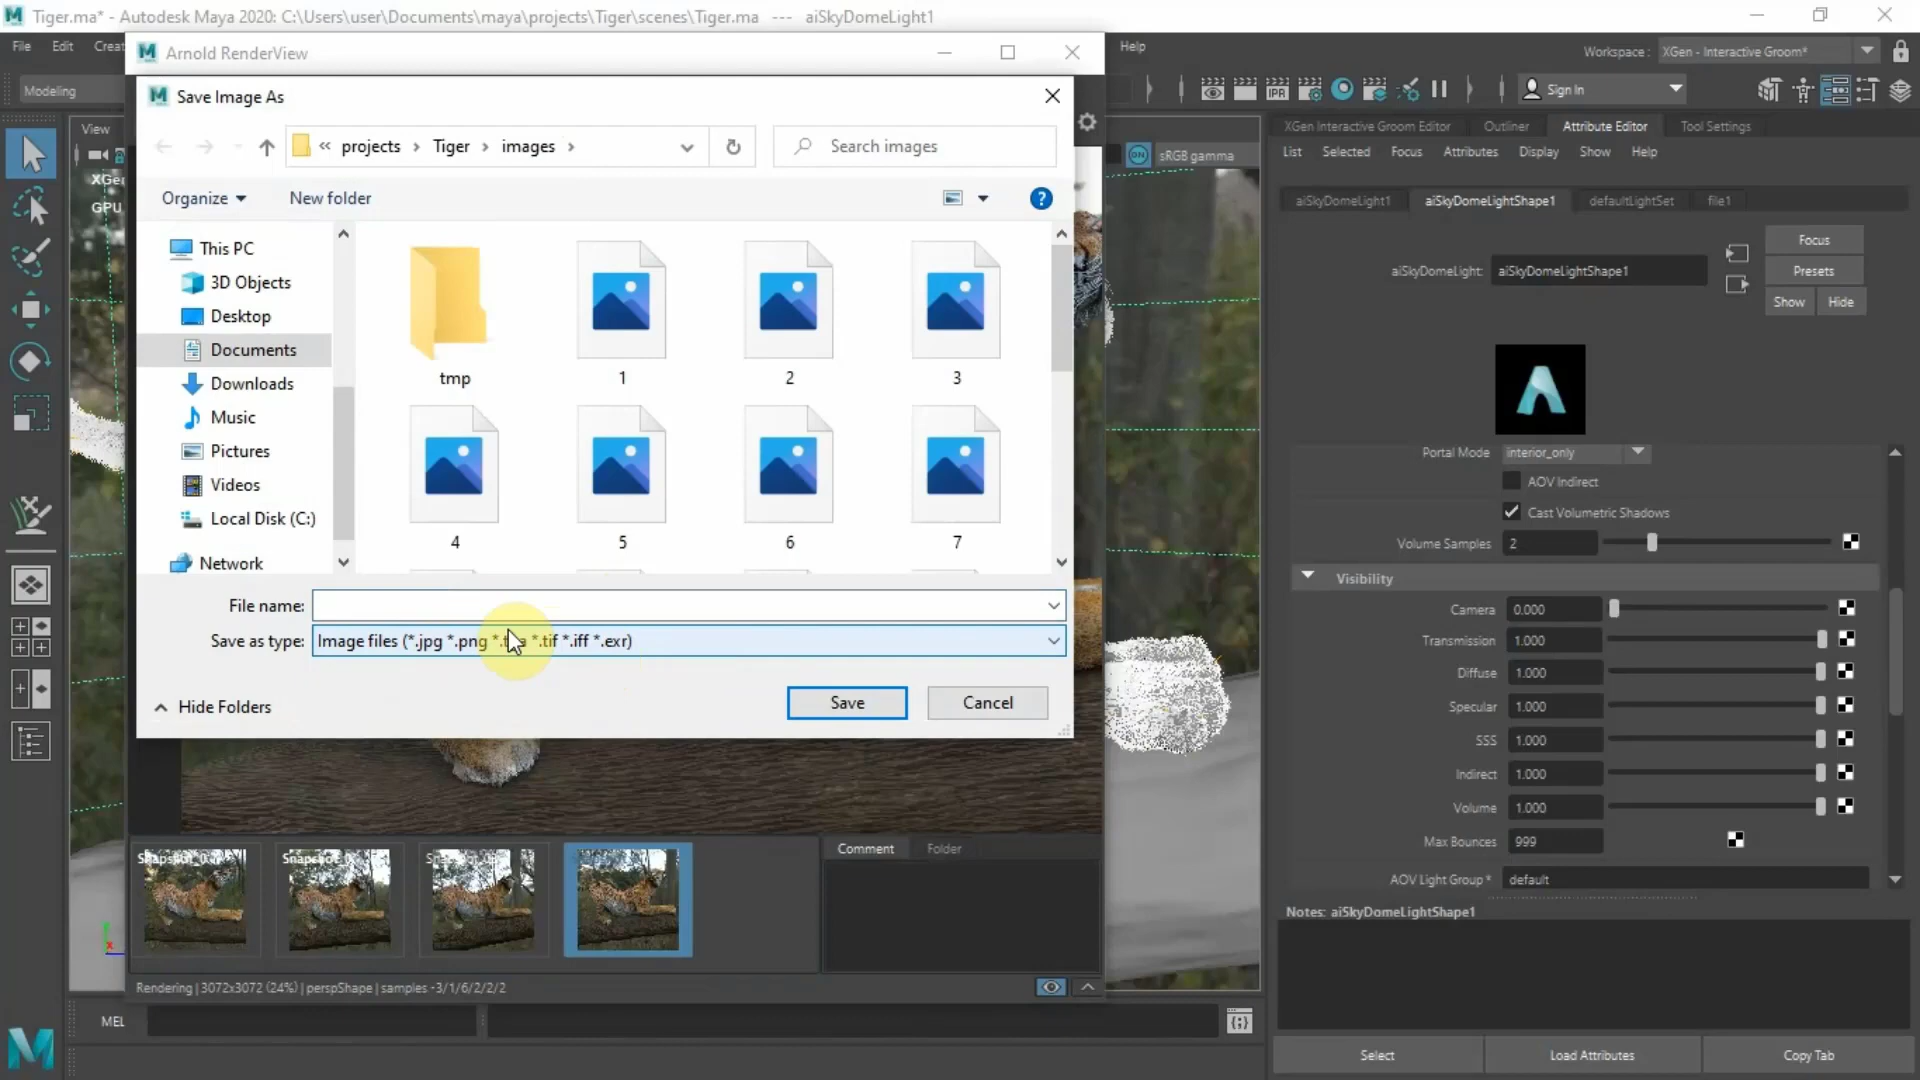 Tiger.ma* - Autodesk Maya 2020: C:\Users\user\Documents\maya\projects\Tiger\scenes\Tiger.ma --- aiSkyDomeLight1
File Edit Creat
Help
Workspace: XGen - Interactive Groom*
Modeling
Arnold RenderView
IPR
Sign In
Save Image As
« projects › Tiger › images ›
Search images
Organize
New folder
This PC
3D Objects
Desktop
Documents
Downloads
Music
Pictures
Videos
Local Disk (C:)
Network
tmp
1
2
3
4
5
6
7
File name:
Save as type: Image files (*.jpg *.png *.t a *.tif *.iff *.exr)
Hide Folders
Save
Cancel
View
XGe
GPU
ON
sRGB gamma
XGen Interactive Groom Editor
Outliner
Attribute Editor
Tool Settings
List Selected Focus Attributes Display Show Help
aiSkyDomeLight1
aiSkyDomeLightShape1
defaultLightSet
file1
aiSkyDomeLight: aiSkyDomeLightShape1
Focus
Presets
Show
Hide
Portal Mode interior_only
AOV Indirect
Cast Volumetric Shadows
Volume Samples 2
Visibility
Camera 0.000
Transmission 1.000
Diffuse 1.000
Specular 1.000
SSS 1.000
Indirect 1.000
Volume 1.000
Max Bounces 999
AOV Light Group * default
Notes: aiSkyDomeLightShape1
Select
Load Attributes
Copy Tab
Comment
Folder
Rendering | 3072x3072 (24%) | perspShape | samples -3/1/6/2/2/2
MEL